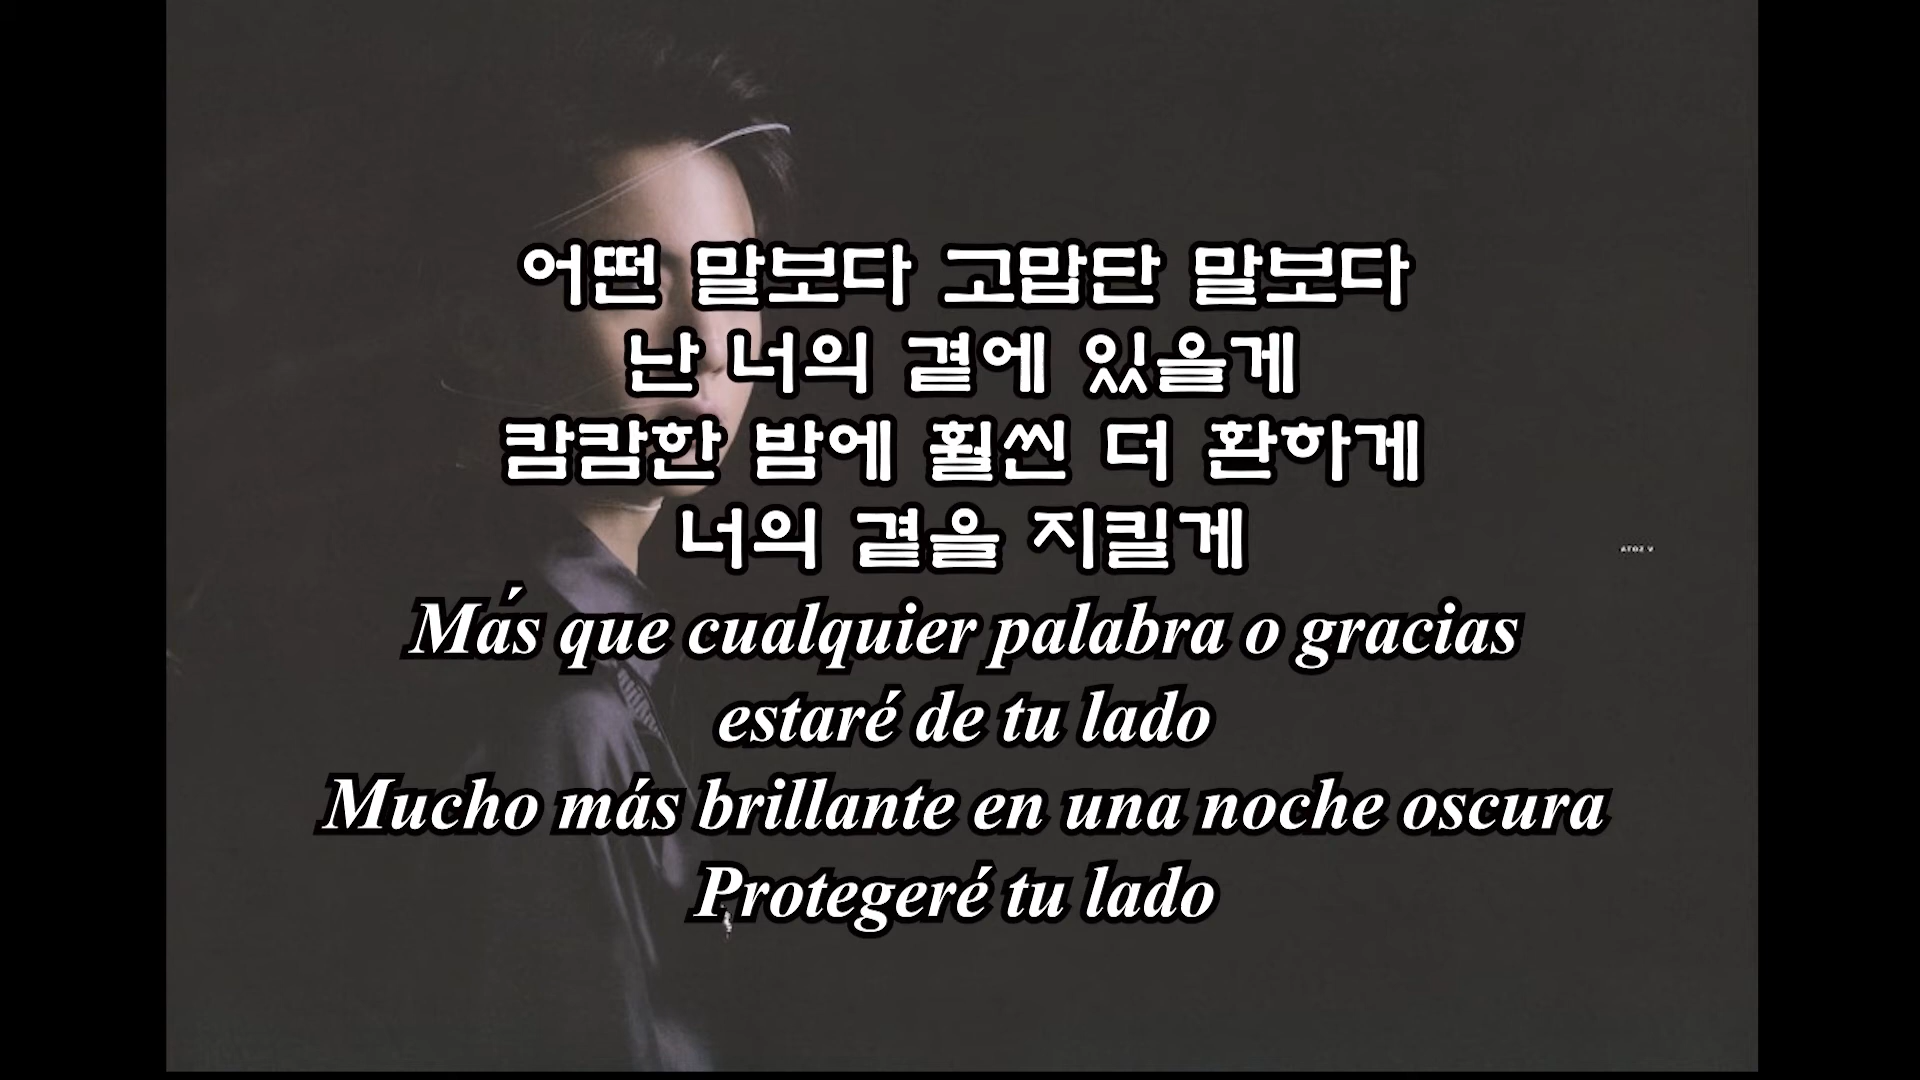 어떤 말보다 고맙단 말보다
난 너의 곁에 있을게
캄캄한 밤에 훨씬 더 환하게
너의 곁을 지킬게
Más que cualquier palabra o gracias
estaré de tu lado
Mucho más brillante en una noche oscura
Protegeré tu lado